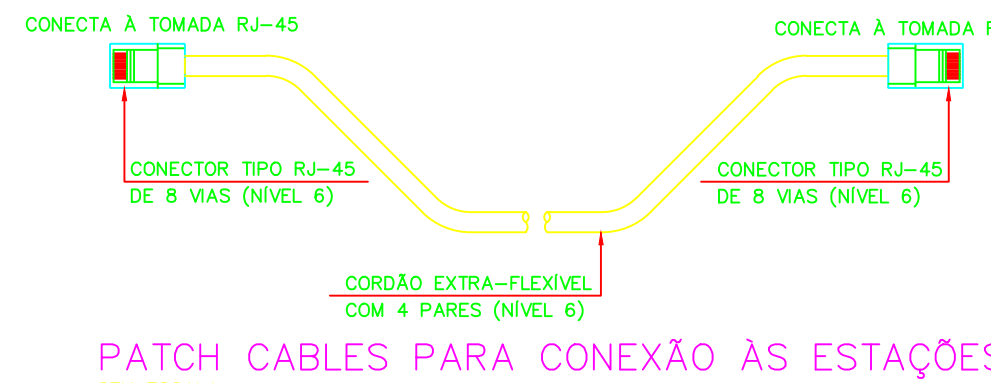 CONECTA À TOMADA RJ-45
CONECTA À TOMADA
CONECTOR TIPO RJ-45
DE 8 VIAS (NÍVEL 6)
CONECTOR TIPO RJ-45
DE 8 VIAS (NÍVEL 6)
CORDÃO EXTRA-FLEXÍVEL
COM 4 PARES (NÍVEL 6)
PATCH CABLES PARA CONEXÃO ÀS ESTAÇÕES